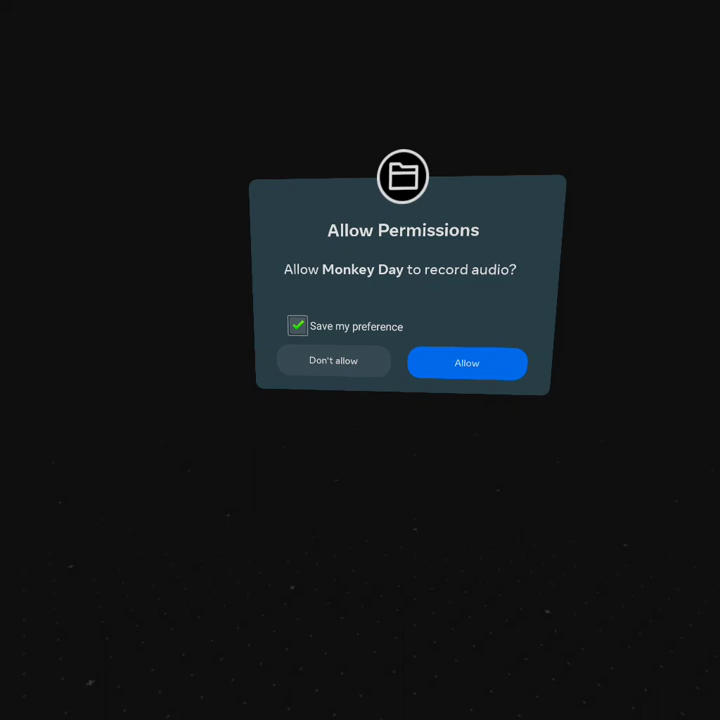 Allow Permissions
Allow Monkey Day to record audio?
Save my preference
Don't allow
Allow